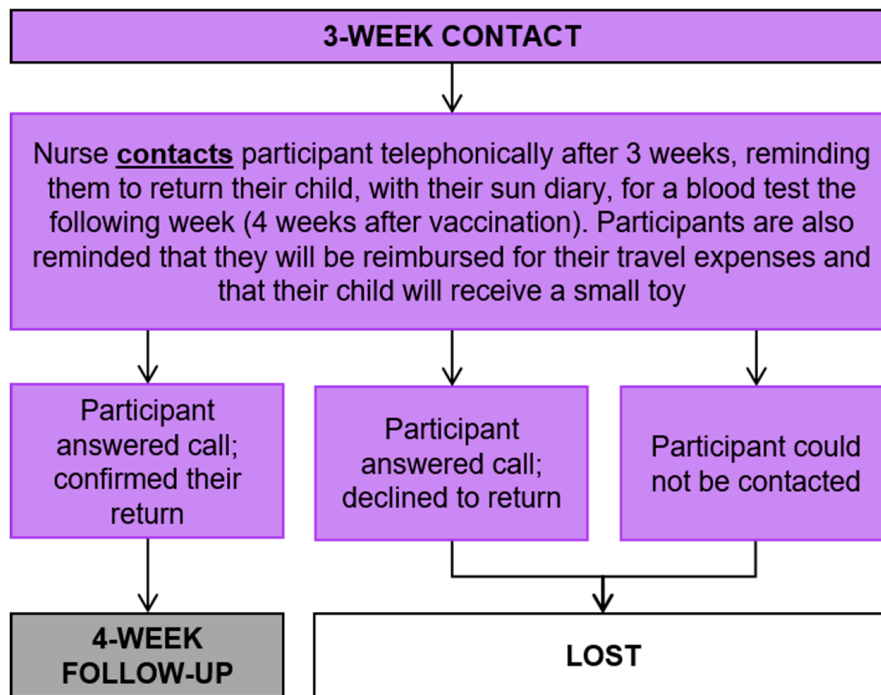 3-WEEK CONTACT
Nurse contacts participant telephonically after 3 weeks, reminding
them to return their child, with their sun diary, for a blood test the
following week (4 weeks after vaccination). Participants are also
reminded that they will be reimbursed for their travel expenses and
that their child will receive a small toy
Participant
answered call;
confirmed their
return
Participant
answered call;
declined to return
Participant could
not be contacted
4-WEEK
FOLLOW-UP
LOST